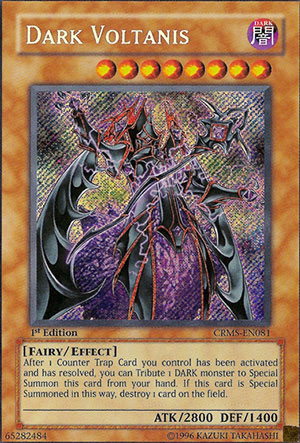 DARK VOLTANIS
DARK
闇
1st Edition
CRMS-EN081
[FAIRY/EFFECT]
After 1 Counter Trap Card you control has been activated
and has resolved, you can Tribute 1 DARK monster to Special
Summon this card from your hand. If this card is Special
Summoned in this way, destroy 1 card on the field.
ATK/2800 DEF/1400
65282484
©1996 KAZUKI TAKAHASHI